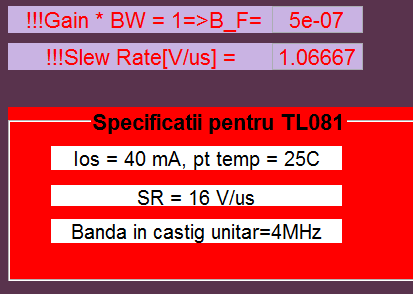 !!!Gain * BW = 1=>B_F= 5e-07
!!!Slew Rate[V/us] = 1.06667
Specificatii pentru TL081
Ios = 40 mA, pt temp = 25C
SR = 16 V/us
Banda in castig unitar=4MHz